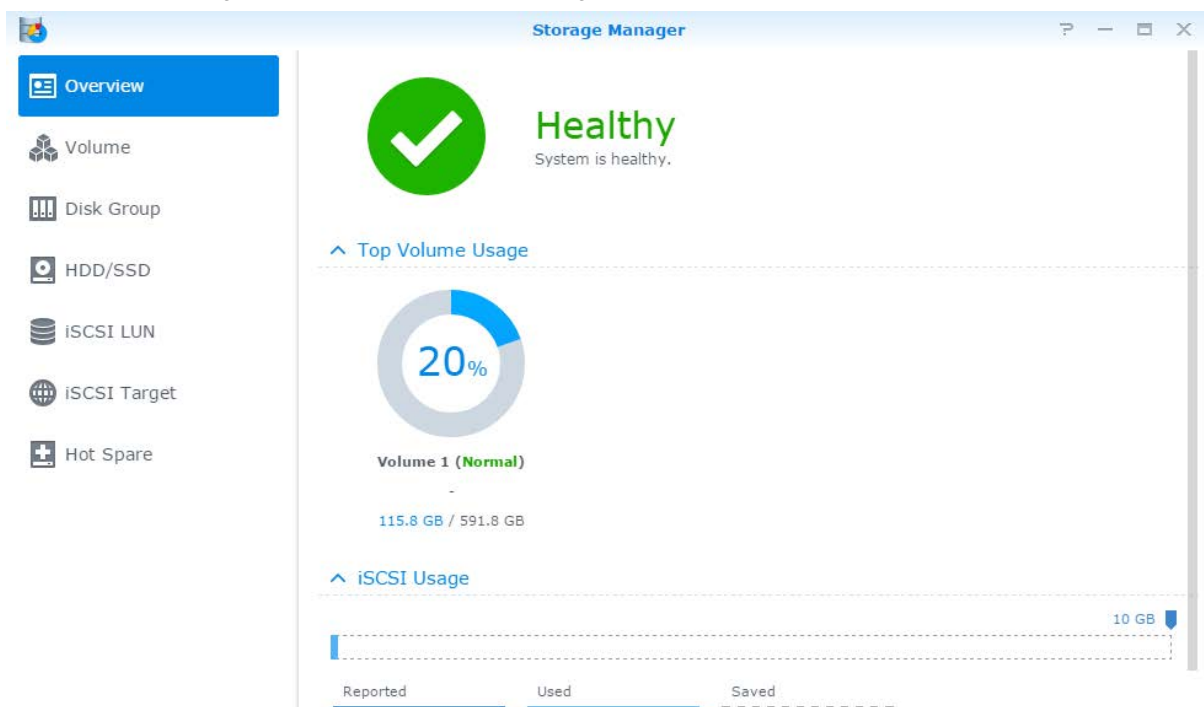 Storage Manager
Overview
Volume
Disk Group
HDD/SSD
iSCSI LUN
iSCSI Target
Hot Spare
Healthy
System is healthy.
Top Volume Usage
20%
Volume 1 (Normal)
-
115.8 GB / 591.8 GB
iSCSI Usage
10 GB
Reported Used Saved